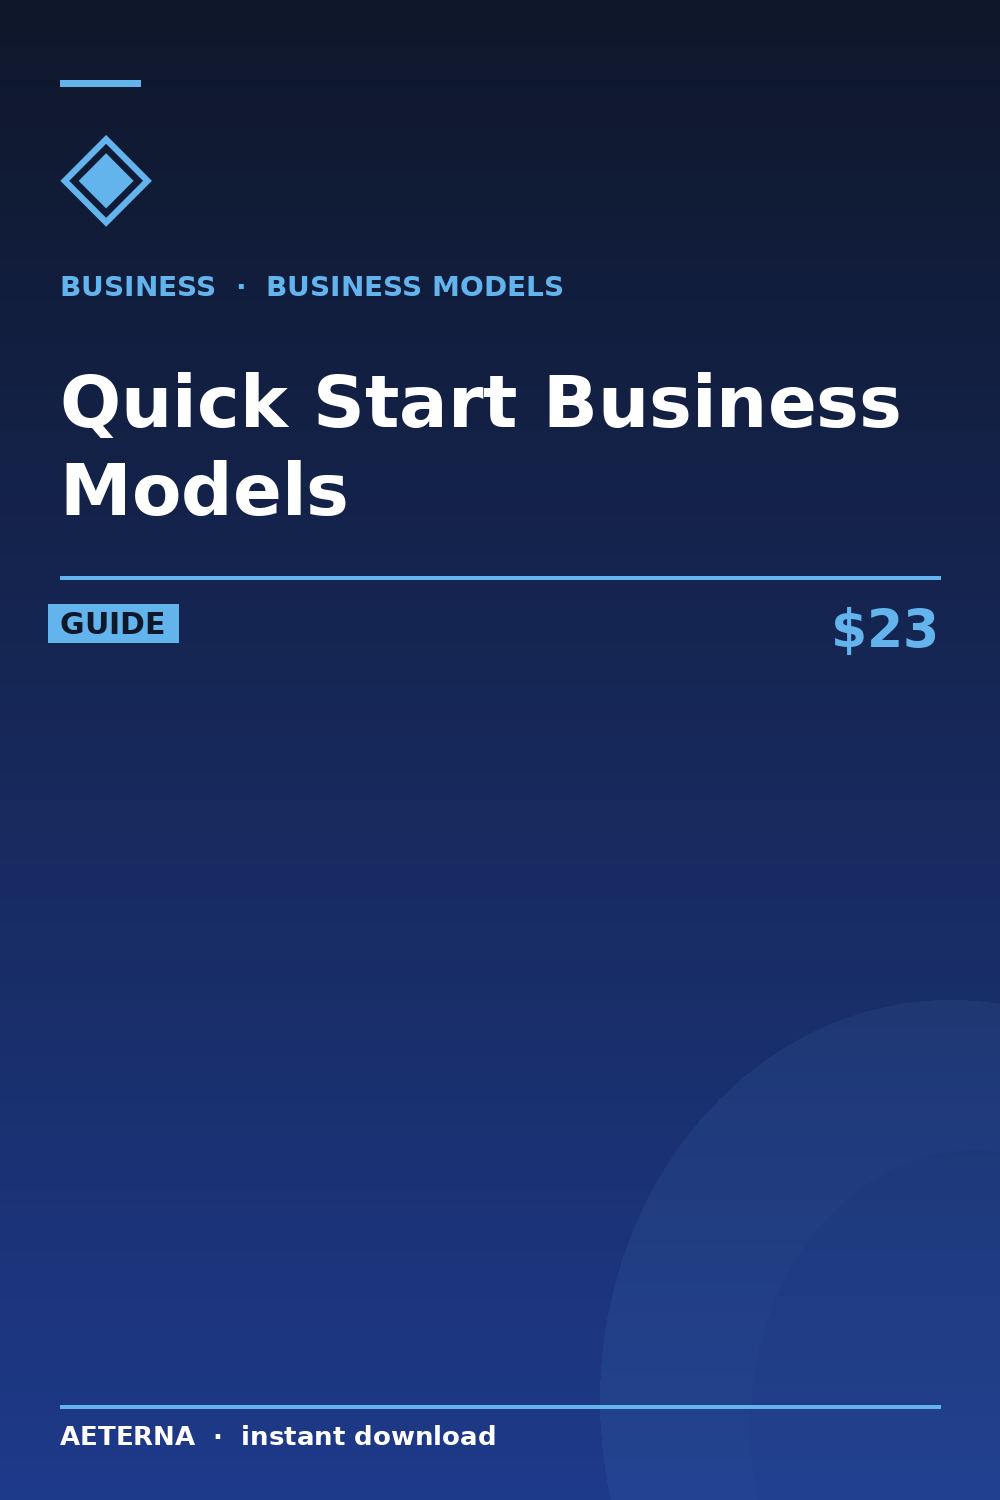 BUSINESS · BUSINESS MODELS
Quick Start Business
Models
GUIDE
$23
AETERNA · instant download